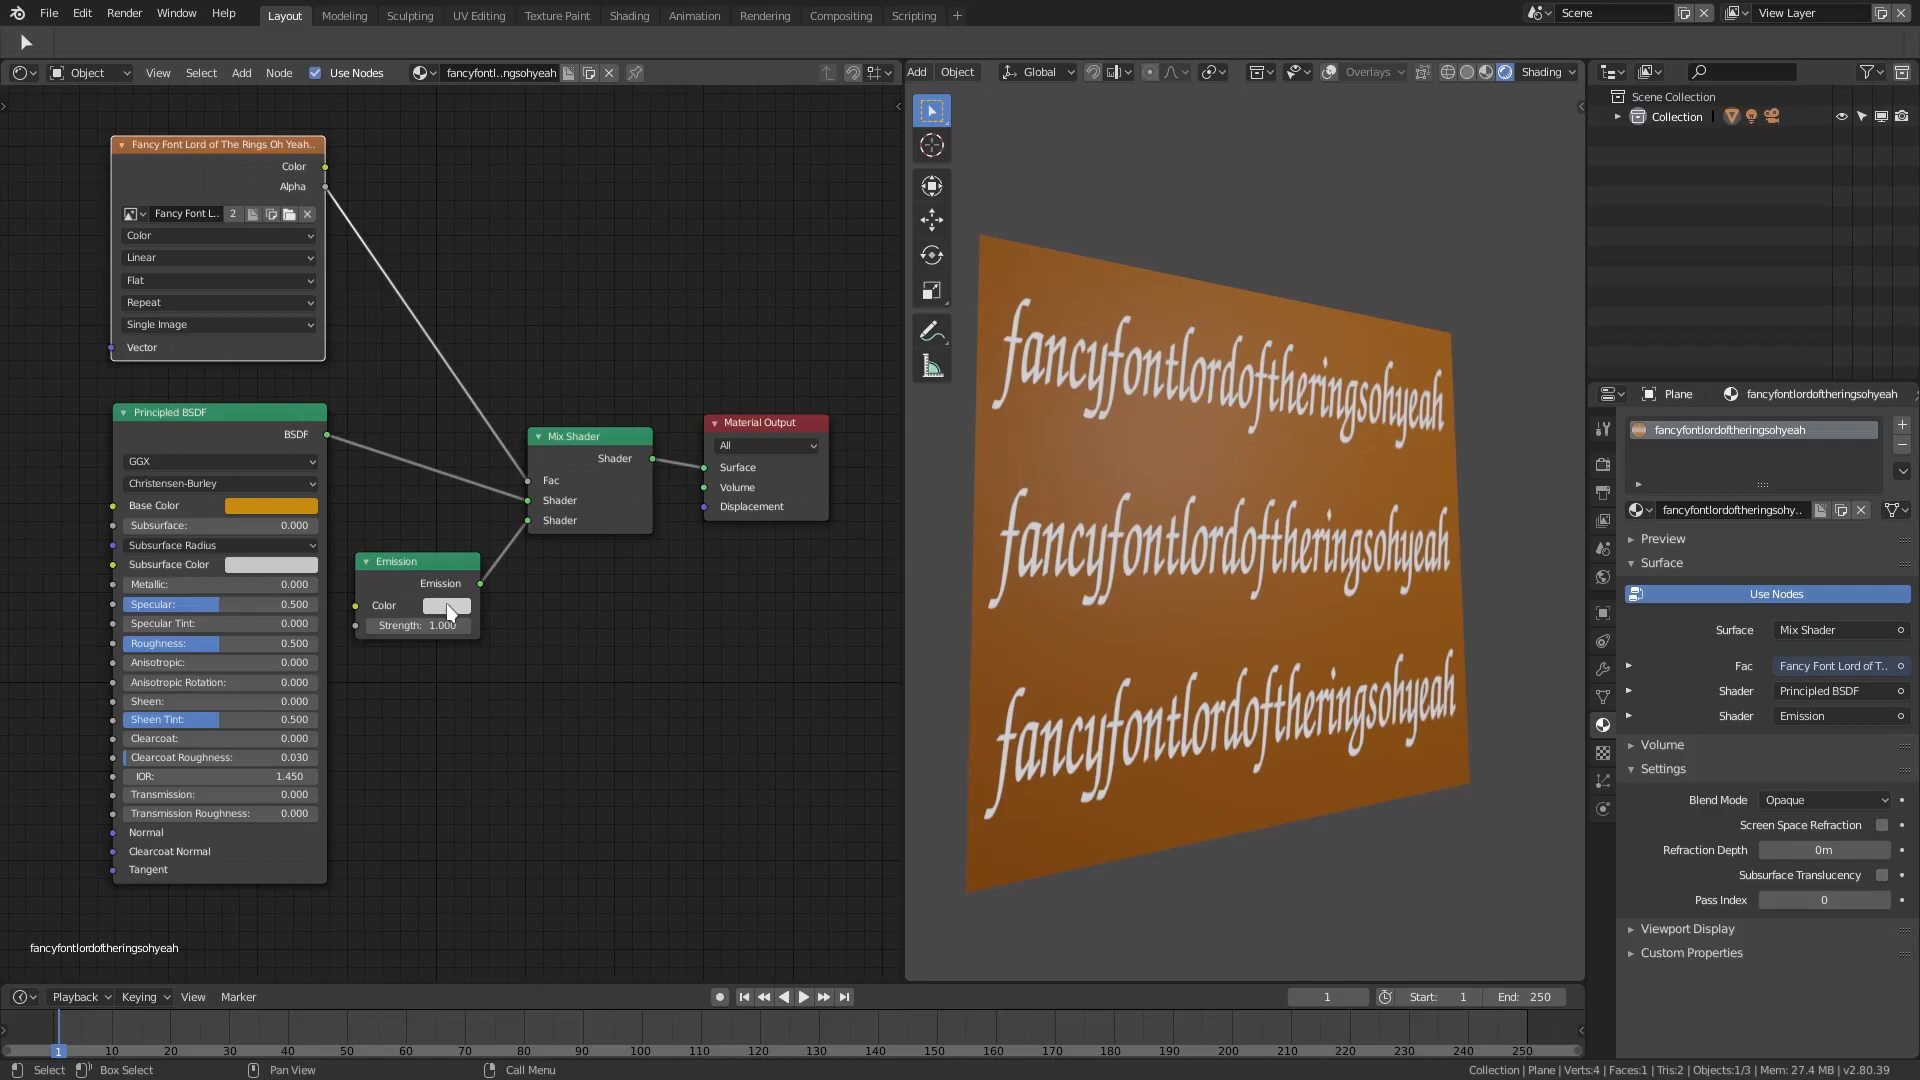 File Edit Render Window Help Layout Modeling Sculpting UV Editing Texture Paint Shading Animation Rendering Compositing Scripting + Scene View Layer
Object View Select Add Node Use Nodes fancyfontl..ngsohyeah
Add Object Global Overlays Shading
Scene Collection
Collection
Fancy Font Lord of The Rings Oh Yeah..
Color
Alpha
Fancy Font L.. 2
Color
Linear
Flat
Repeat
Single Image
Vector
Principled BSDF
BSDF
GGX
Christensen-Burley
Base Color
Subsurface: 0.000
Subsurface Radius
Subsurface Color
Metallic: 0.000
Specular: 0.500
Specular Tint: 0.000
Roughness: 0.500
Anisotropic: 0.000
Anisotropic Rotation: 0.000
Sheen: 0.000
Sheen Tint: 0.500
Clearcoat: 0.000
Clearcoat Roughness: 0.030
IOR: 1.450
Transmission: 0.000
Transmission Roughness: 0.000
Normal
Clearcoat Normal
Tangent
Emission
Emission
Color
Strength: 1.000
Mix Shader
Shader
Fac
Shader
Shader
Material Output
All
Surface
Volume
Displacement
fancyfontlordoftheringsohyeah
fancyfontlordoftheringsohyeah
fancyfontlordoftheringsohyeah
fancyfontlordoftheringsohyeah
Plane fancyfontlordoftheringsohyeah
fancyfontlordoftheringsohyeah
fancyfontlordoftheringsohy..
Preview
Surface
Use Nodes
Surface Mix Shader
Fac Fancy Font Lord of T..
Shader Principled BSDF
Shader Emission
Volume
Settings
Blend Mode Opaque
Screen Space Refraction
Refraction Depth 0m
Subsurface Translucency
Pass Index 0
Viewport Display
Custom Properties
Playback Keying View Marker 1 Start: 1 End: 250
1 10 20 30 40 50 60 70 80 90 100 110 120 130 140 150 160 170 180 190 200 210 220 230 240 250
Select Box Select Pan View Call Menu Collection | Plane | Verts:4 | Faces:1 | Tris:2 | Objects:1/3 | Mem: 27.4 MB | v2.80.39